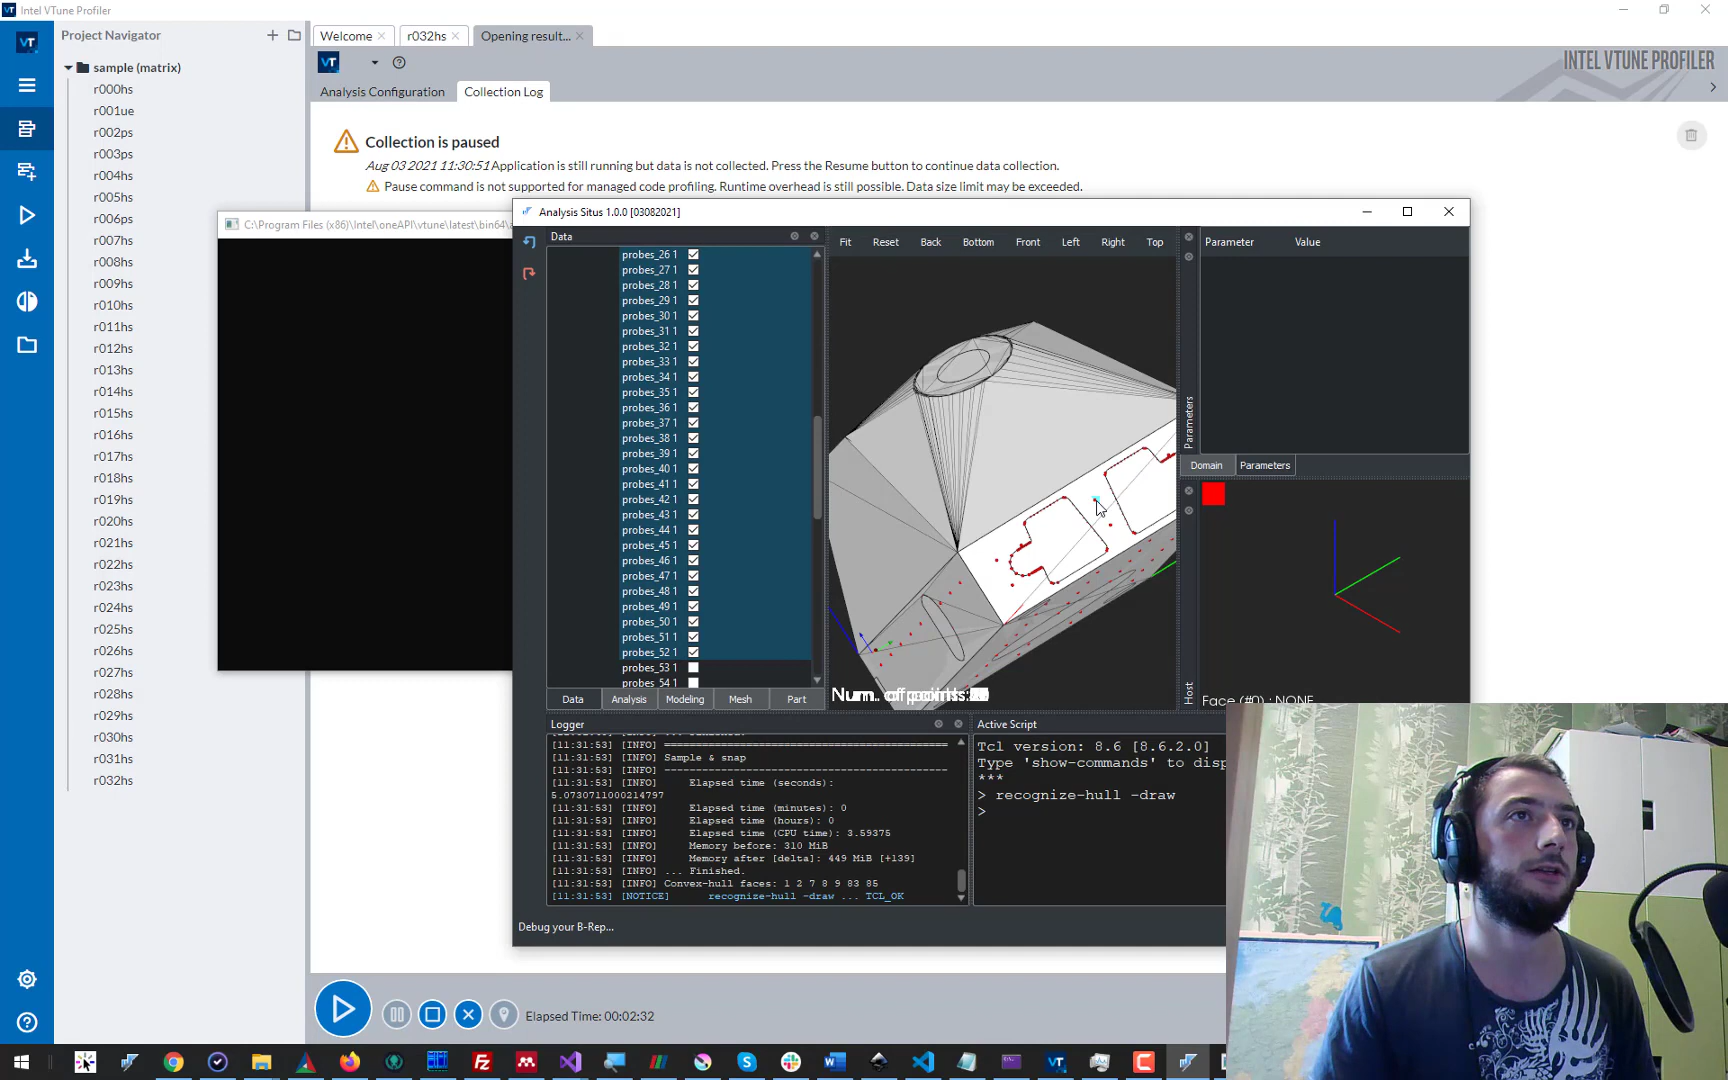 Intel VTune Profiler
Project Navigator
Welcome
r032hs
Opening result...
sample (matrix)
INTEL VTUNE PROFILER
r000hs
Analysis Configuration
Collection Log
r001ue
r002ps
r003ps
r004hs
r005hs
r006ps
r007hs
r008hs
r009hs
r010hs
r011hs
r012hs
r013hs
r014hs
r015hs
r016hs
r017hs
r018hs
r019hs
r020hs
r021hs
r022hs
r023hs
r024hs
r025hs
r026hs
r027hs
r028hs
r029hs
r030hs
r031hs
r032hs
Collection is paused
Aug 03 2021 11:30:51 Application is still running but data is not collected. Press the Resume button to continue data collection.
Pause command is not supported for managed code profiling. Runtime overhead is still possible. Data size limit may be exceeded.
C:\Program Files (x86)\Intel\oneAPI\vtune\latest\bin64\
Analysis Situs 1.0.0 [03082021]
Data
Fit Reset Back Bottom Front Left Right Top
Parameter Value
probes_26 1
probes_27 1
probes_28 1
probes_29 1
probes_30 1
probes_31 1
probes_32 1
probes_33 1
probes_34 1
probes_35 1
probes_36 1
probes_37 1
probes_38 1
probes_39 1
probes_40 1
probes_41 1
probes_42 1
probes_43 1
probes_44 1
probes_45 1
probes_46 1
probes_47 1
probes_48 1
probes_49 1
probes_50 1
probes_51 1
probes_52 1
probes_53 1
probes_54 1
Data Analysis Modeling Mesh Part
Parameters
Domain Parameters
Host
Face (#0) : NONE
Logger
[11:31:53] [INFO]
[11:31:53] [INFO] Sample & snap
[11:31:53] [INFO]
[11:31:53] [INFO] Elapsed time (seconds):
5.0730711000214797
[11:31:53] [INFO] Elapsed time (minutes): 0
[11:31:53] [INFO] Elapsed time (hours): 0
[11:31:53] [INFO] Elapsed time (CPU time): 3.59375
[11:31:53] [INFO] Memory before: 310 MiB
[11:31:53] [INFO] Memory after [delta]: 449 MiB [+139]
[11:31:53] [INFO] ... Finished.
[11:31:53] [INFO] Convex-hull faces: 1 2 7 8 9 83 85
[11:31:53] [NOTICE] recognize-hull -draw ... TCL_OK
Active Script
Tcl version: 8.6 [8.6.2.0]
Type 'show-commands' to disp
***
> recognize-hull -draw
>
Debug your B-Rep...
Elapsed Time: 00:02:32